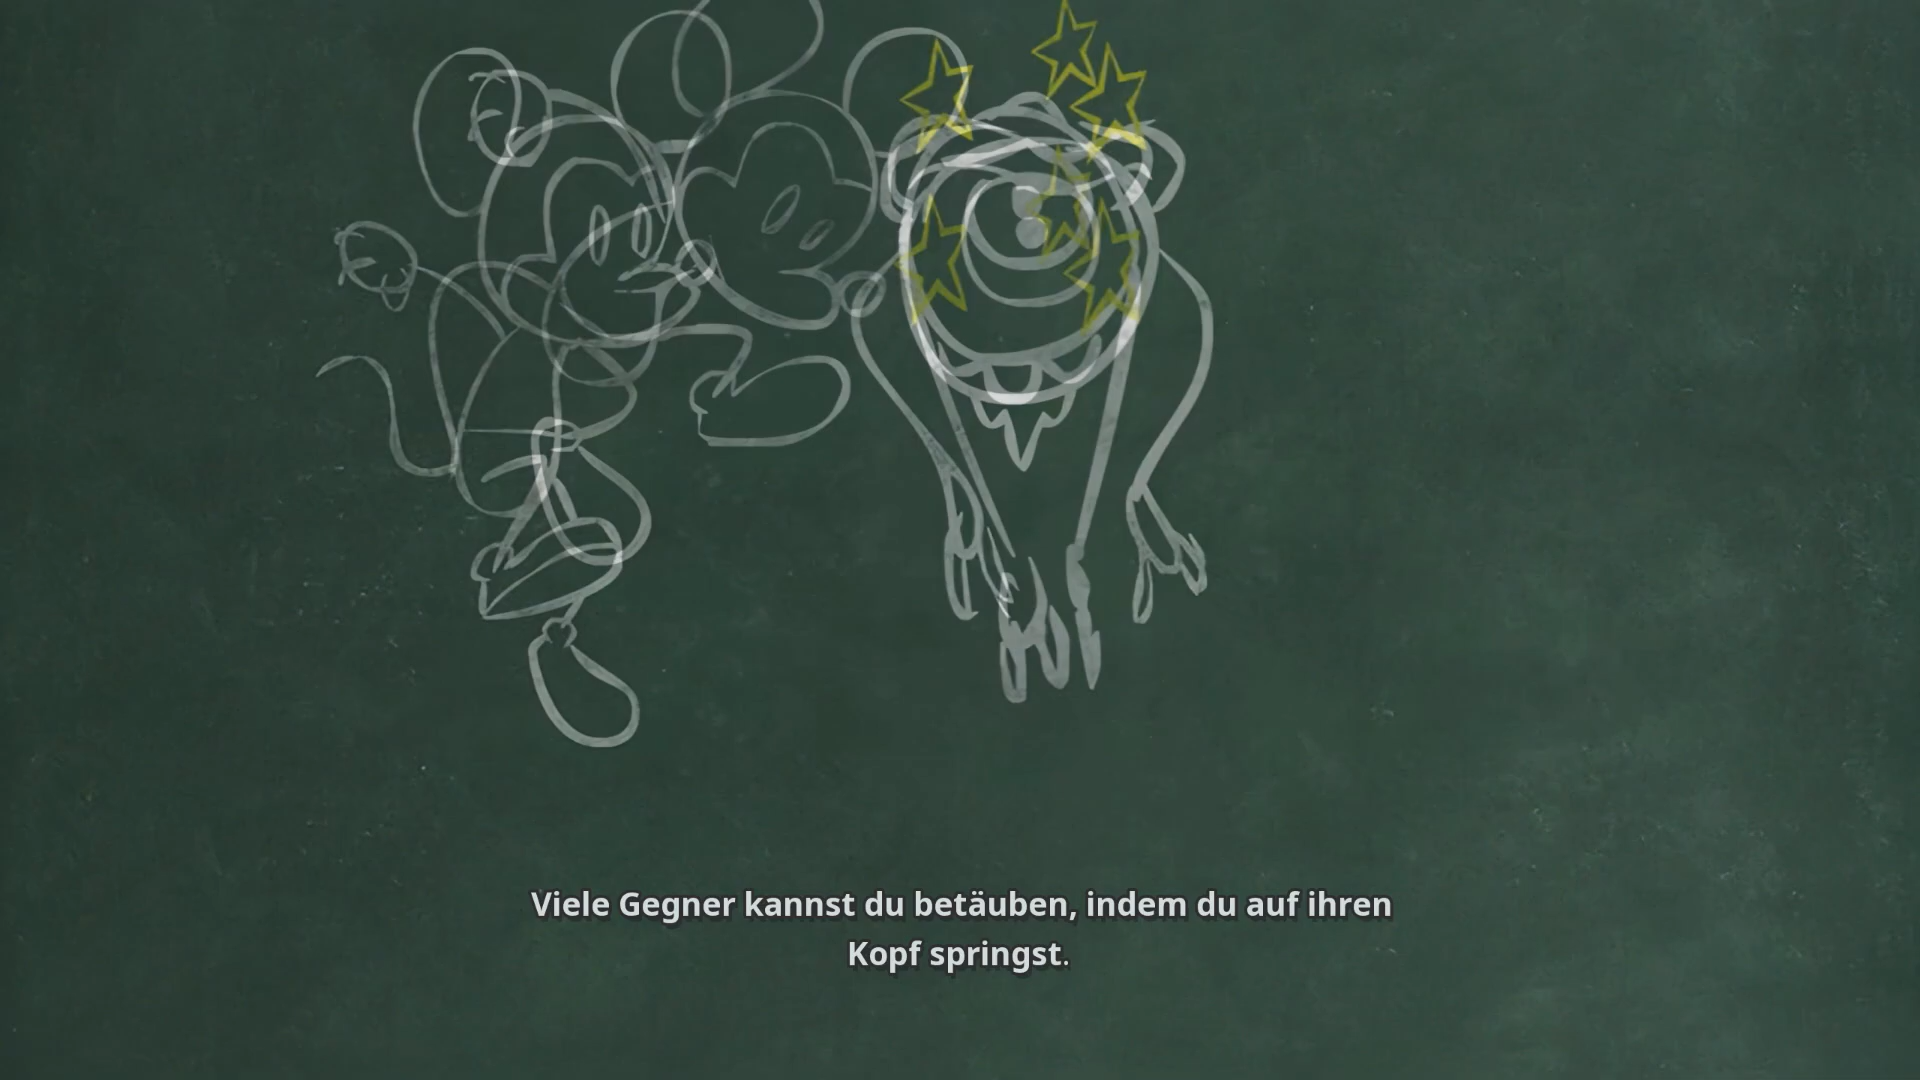 Viele Gegner kannst du betäuben, indem du auf ihren
Kopf springst.